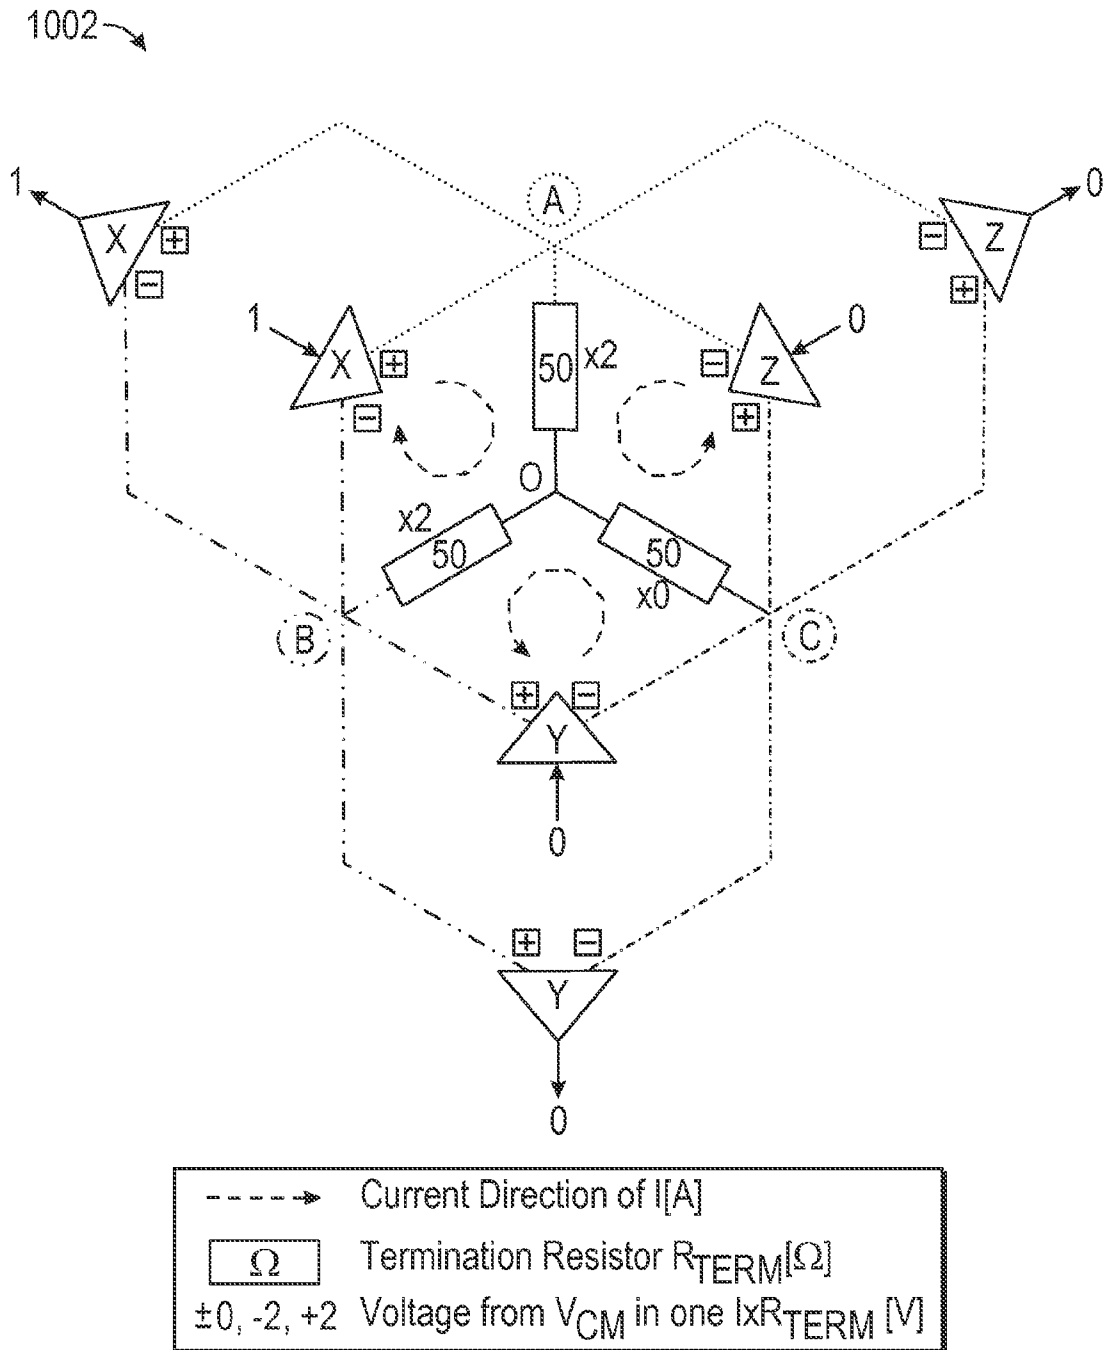 1002
A
1
0
X
+
−
−
Z
+
1
0
X
+
−
50
x2
−
Z
+
O
x2
50
50
x0
B
C
+
−
Y
0
+
−
Y
0
Current Direction of I[A]
Ω Termination Resistor RTERM[Ω]
±0, -2, +2 Voltage from VCM in one IxRTERM [V]